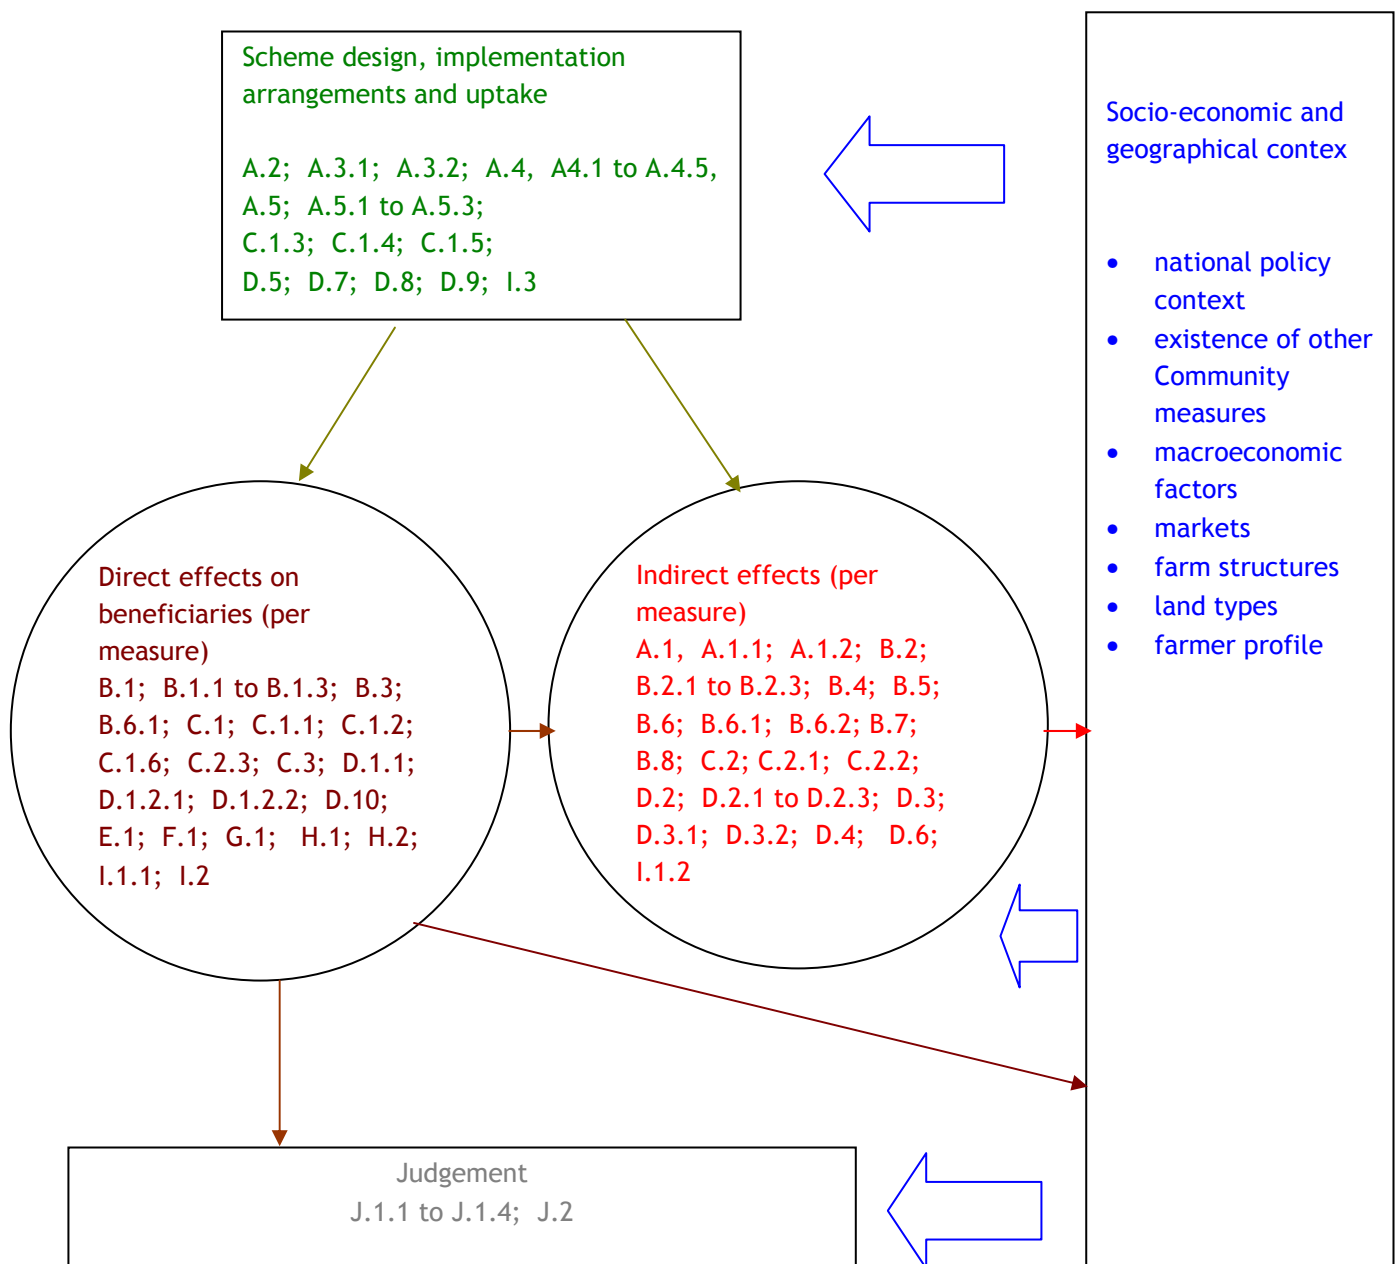 Scheme design, implementation
arrangements and uptake
A.2; A.3.1; A.3.2; A.4, A4.1 to A.4.5,
A.5; A.5.1 to A.5.3;
C.1.3; C.1.4; C.1.5;
D.5; D.7; D.8; D.9; I.3
Socio-economic and
geographical contex
• national policy
context
• existence of other
Community
measures
• macroeconomic
factors
• markets
• farm structures
• land types
• farmer profile
Direct effects on
beneficiaries (per
measure)
B.1; B.1.1 to B.1.3; B.3;
B.6.1; C.1; C.1.1; C.1.2;
C.1.6; C.2.3; C.3; D.1.1;
D.1.2.1; D.1.2.2; D.10;
E.1; F.1; G.1; H.1; H.2;
I.1.1; I.2
Indirect effects (per
measure)
A.1, A.1.1; A.1.2; B.2;
B.2.1 to B.2.3; B.4; B.5;
B.6; B.6.1; B.6.2; B.7;
B.8; C.2; C.2.1; C.2.2;
D.2; D.2.1 to D.2.3; D.3;
D.3.1; D.3.2; D.4; D.6;
I.1.2
Judgement
J.1.1 to J.1.4; J.2